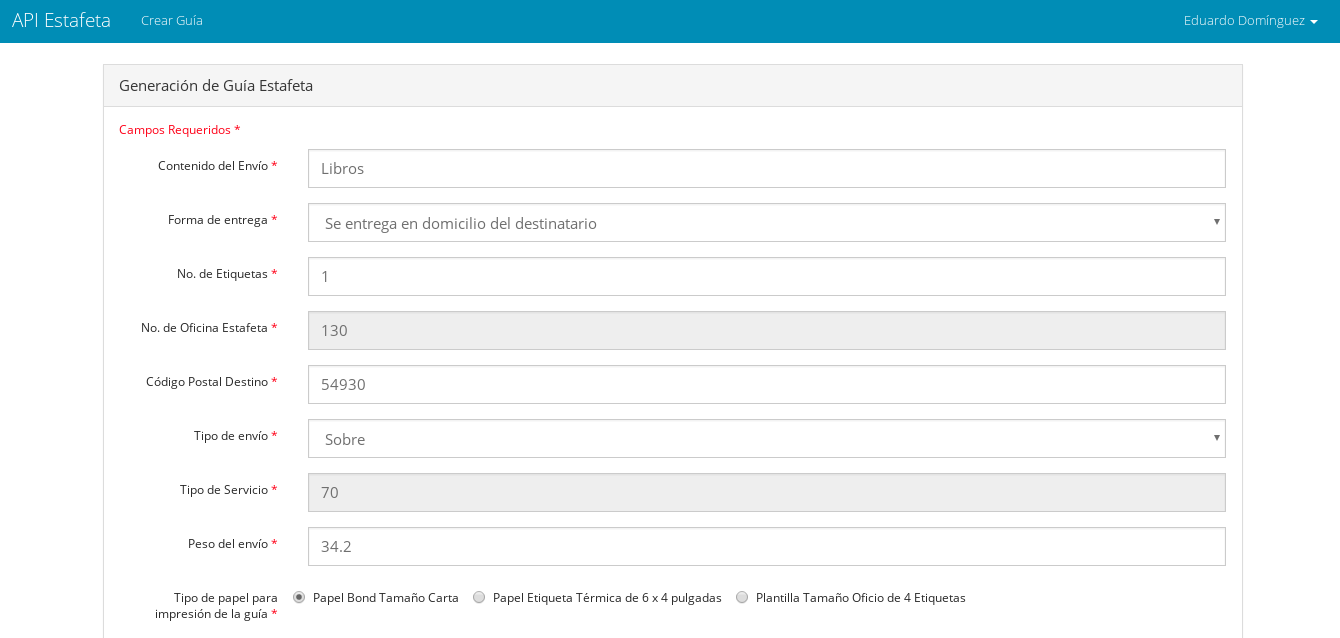 API Estafeta Crear Guía Eduardo Domínguez
Generación de Guía Estafeta
Campos Requeridos *
Contenido del Envío * Libros
Forma de entrega * Se entrega en domicilio del destinatario
No. de Etiquetas * 1
No. de Oficina Estafeta * 130
Código Postal Destino * 54930
Tipo de envío * Sobre
Tipo de Servicio * 70
Peso del envío * 34.2
Tipo de papel para
impresión de la guía *
Papel Bond Tamaño Carta Papel Etiqueta Térmica de 6 x 4 pulgadas Plantilla Tamaño Oficio de 4 Etiquetas